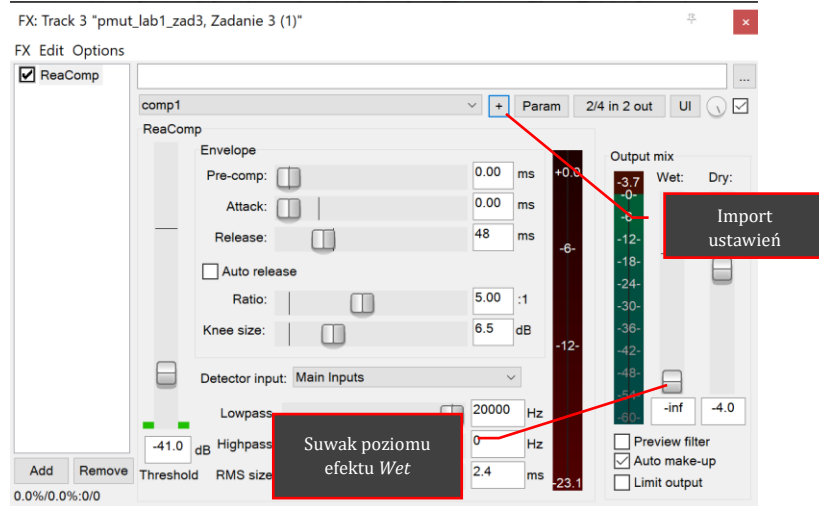 FX: Track 3 "pmut_lab1_zad3, Zadanie 3 (1)"
FX Edit Options
ReaComp
...
comp1
+
Param
2/4 in 2 out
UI
ReaComp
Envelope
Pre-comp: 0.00 ms
Attack: 0.00 ms
Release: 48 ms
Auto release
Ratio: 5.00 :1
Knee size: 6.5 dB
Detector input: Main Inputs
Lowpass 20000 Hz
Highpass 0 Hz
RMS size 2.4 ms
-41.0 dB
Threshold
+0.0
-6-
-12-
-23.1
Output mix
Wet: Dry:
-3.7
-0-
-6-
-12-
-18-
-24-
-30-
-36-
-42-
-48-
-54-
-60-
-inf -4.0
Preview filter
Auto make-up
Limit output
Import
ustawień
Suwak poziomu
efektu Wet
Add Remove
0.0%/0.0%:0/0